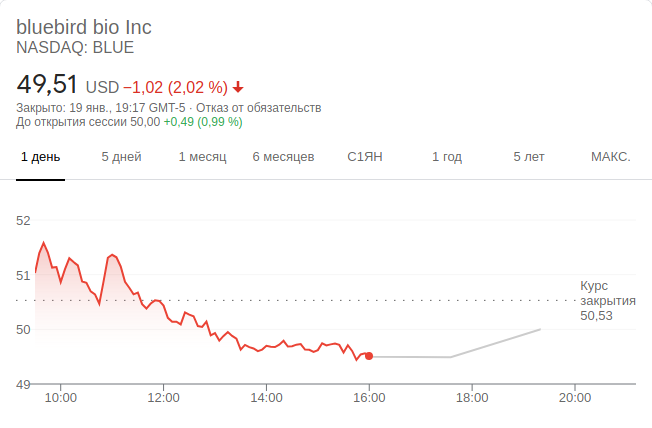 bluebird bio Inc
NASDAQ: BLUE
49,51 USD −1,02 (2,02 %)
Закрыто: 19 янв., 19:17 GMT-5 · Отказ от обязательств
До открытия сессии 50,00 +0,49 (0,99 %)
1 день 5 дней 1 месяц 6 месяцев С1ЯН 1 год 5 лет МАКС.
52
51
Курс
закрытия
50,53
50
49
10:00 12:00 14:00 16:00 18:00 20:00